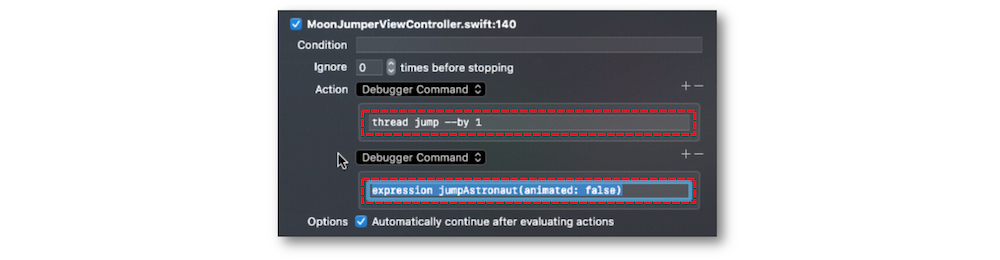 MoonJumperViewController.swift:140
Condition
Ignore 0 times before stopping
Action Debugger Command
thread jump --by 1
Debugger Command
expression jumpAstronaut(animated: false)
Options Automatically continue after evaluating actions